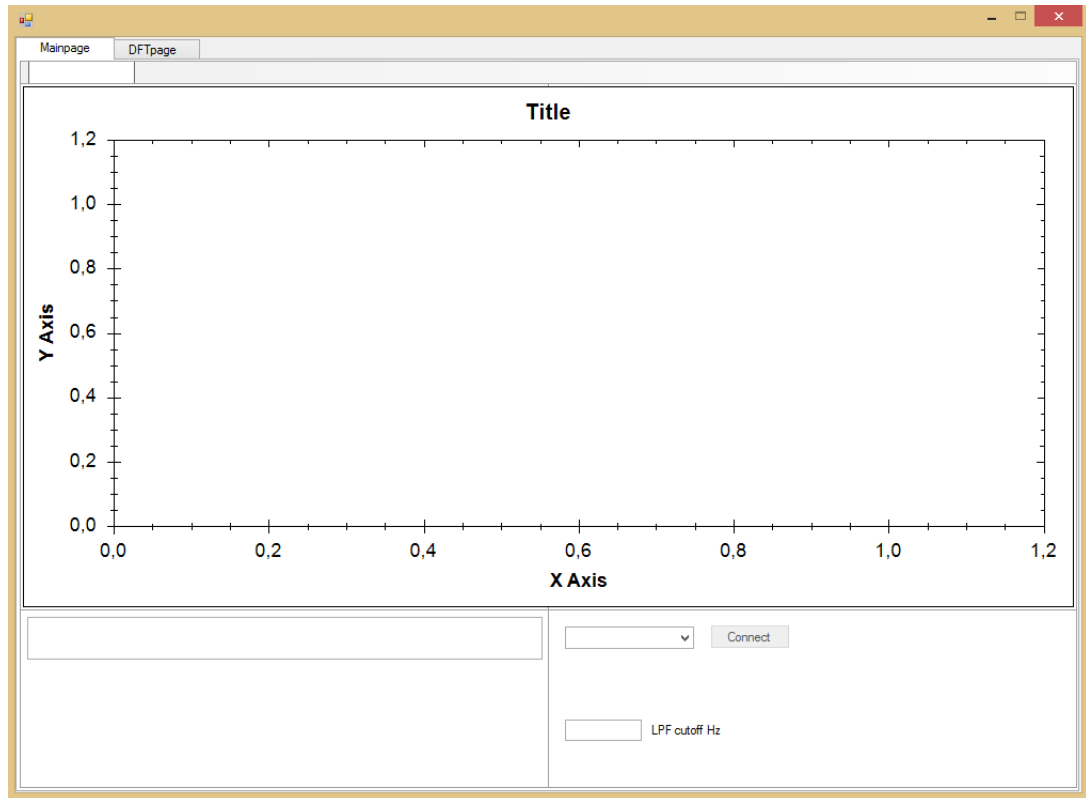 Mainpage DFTpage
Title
1,2
1,0
0,8
0,6
0,4
0,2
0,0
Y Axis
0,0 0,2 0,4 0,6 0,8 1,0 1,2
X Axis
Connect
LPF cutoff Hz